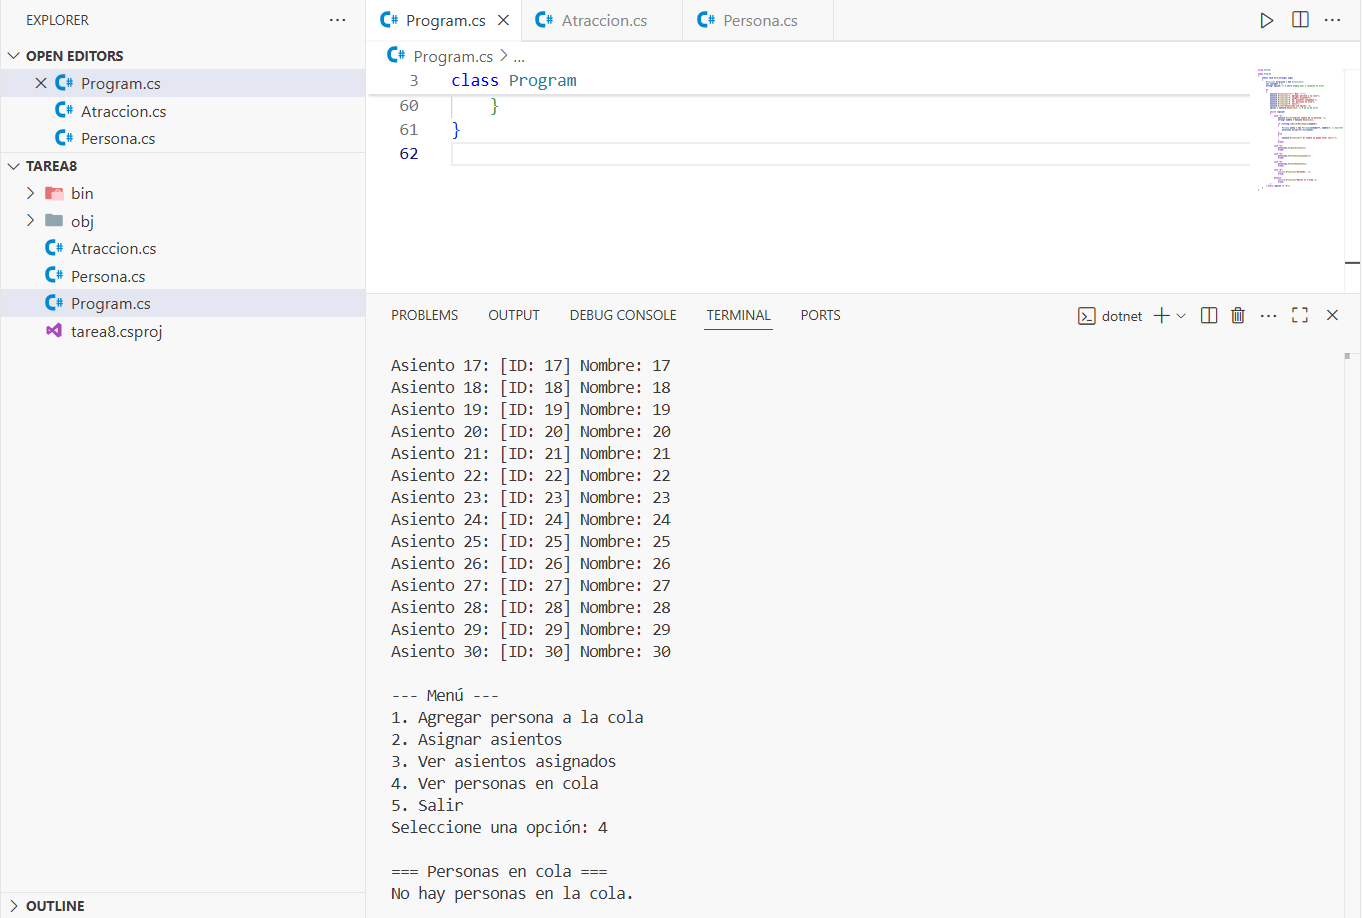 EXPLORER
OPEN EDITORS
Program.cs
Atraccion.cs
Persona.cs
TAREA8
bin
obj
Atraccion.cs
Persona.cs
Program.cs
tarea8.csproj
OUTLINE
Program.cs Atraccion.cs Persona.cs
Program.cs > ...
3 class Program
60 }
61 }
62
PROBLEMS OUTPUT DEBUG CONSOLE TERMINAL PORTS
dotnet
Asiento 17: [ID: 17] Nombre: 17
Asiento 18: [ID: 18] Nombre: 18
Asiento 19: [ID: 19] Nombre: 19
Asiento 20: [ID: 20] Nombre: 20
Asiento 21: [ID: 21] Nombre: 21
Asiento 22: [ID: 22] Nombre: 22
Asiento 23: [ID: 23] Nombre: 23
Asiento 24: [ID: 24] Nombre: 24
Asiento 25: [ID: 25] Nombre: 25
Asiento 26: [ID: 26] Nombre: 26
Asiento 27: [ID: 27] Nombre: 27
Asiento 28: [ID: 28] Nombre: 28
Asiento 29: [ID: 29] Nombre: 29
Asiento 30: [ID: 30] Nombre: 30
--- Menú ---
1. Agregar persona a la cola
2. Asignar asientos
3. Ver asientos asignados
4. Ver personas en cola
5. Salir
Seleccione una opción: 4
=== Personas en cola ===
No hay personas en la cola.